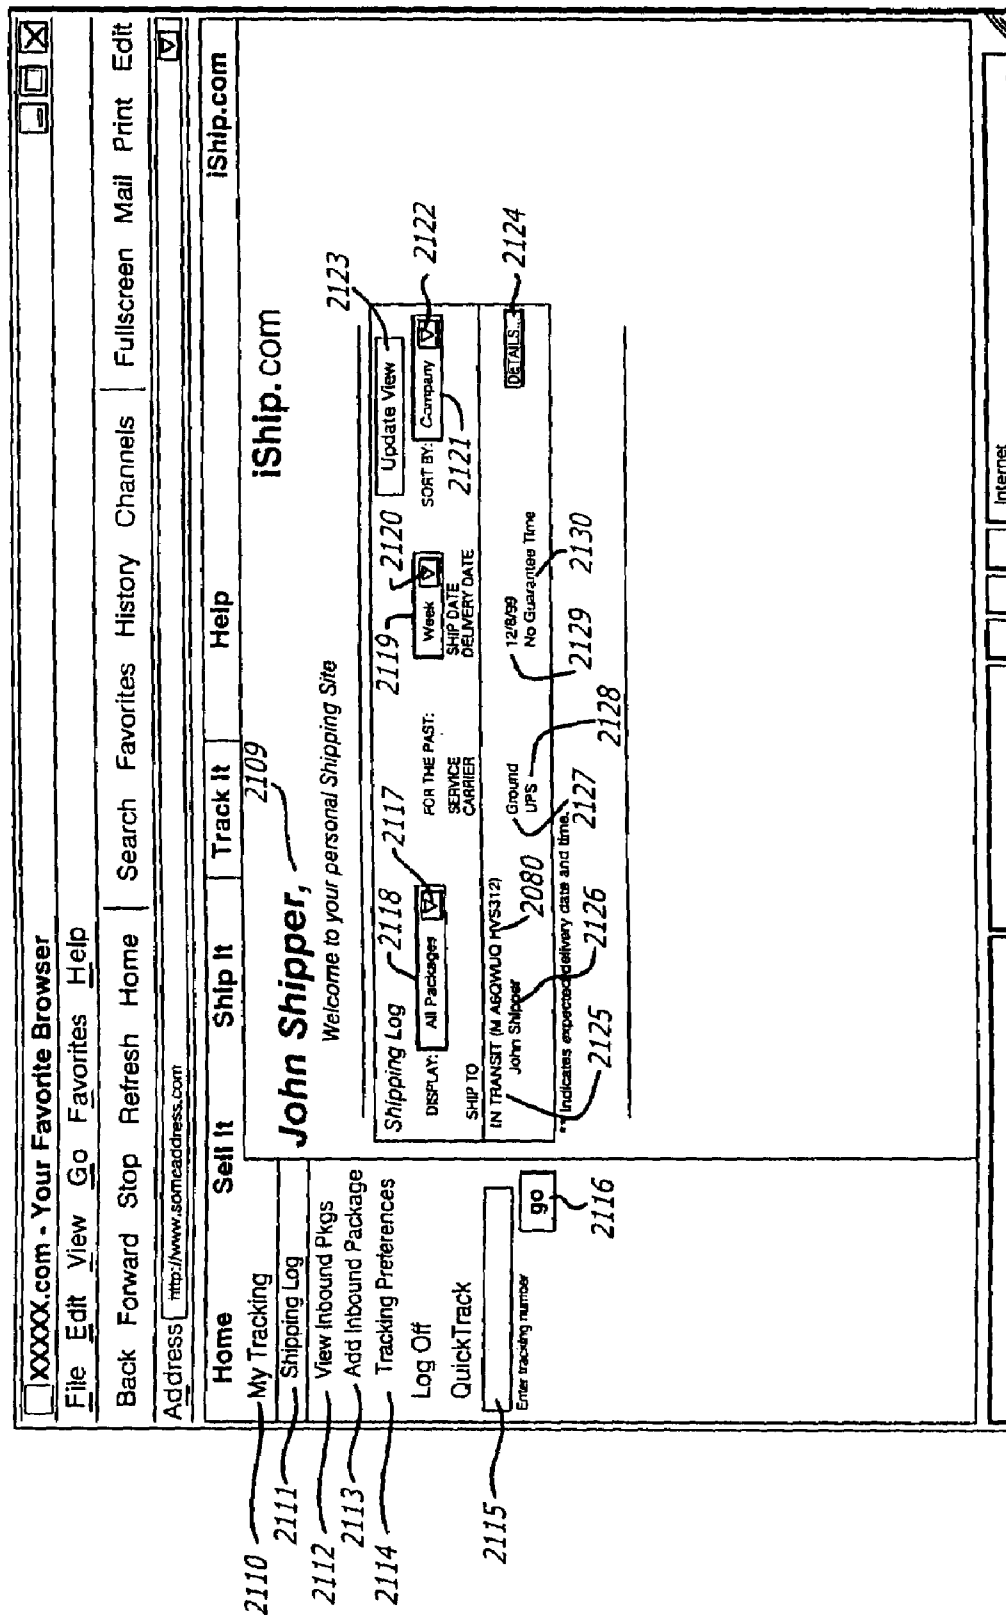 XXXXX.com - Your Favorite Browser
File Edit View Go Favorites Help
Back Forward Stop Refresh Home Search Favorites History Channels Fullscreen Mail Print Edit
Address http://www.someaddress.com
Home Sell It Ship It Track It Help iShip.com
2110 My Tracking
2111 Shipping Log
2112 View Inbound Pkgs
2113 Add Inbound Package
2114 Tracking Preferences
Log Off
QuickTrack
2115
Enter tracking number
go
2116
John Shipper, 2109
iShip.com
Welcome to your personal Shipping Site
2123
Shipping Log 2118 2117 2119 2120 Update View
DISPLAY: All Packages FOR THE PAST: Week SORT BY: Company 2122
2121
SHIP TO SERVICE SHIP DATE
CARRIER DELIVERY DATE
IN TRANSIT (M A6QWUQ HVS312)
2080 Ground 12/8/99 DETAILS... 2124
John Shipper UPS No Guarantee Time
** Indicates expected delivery date and time.
2125 2126 2127 2128 2129 2130
Internet